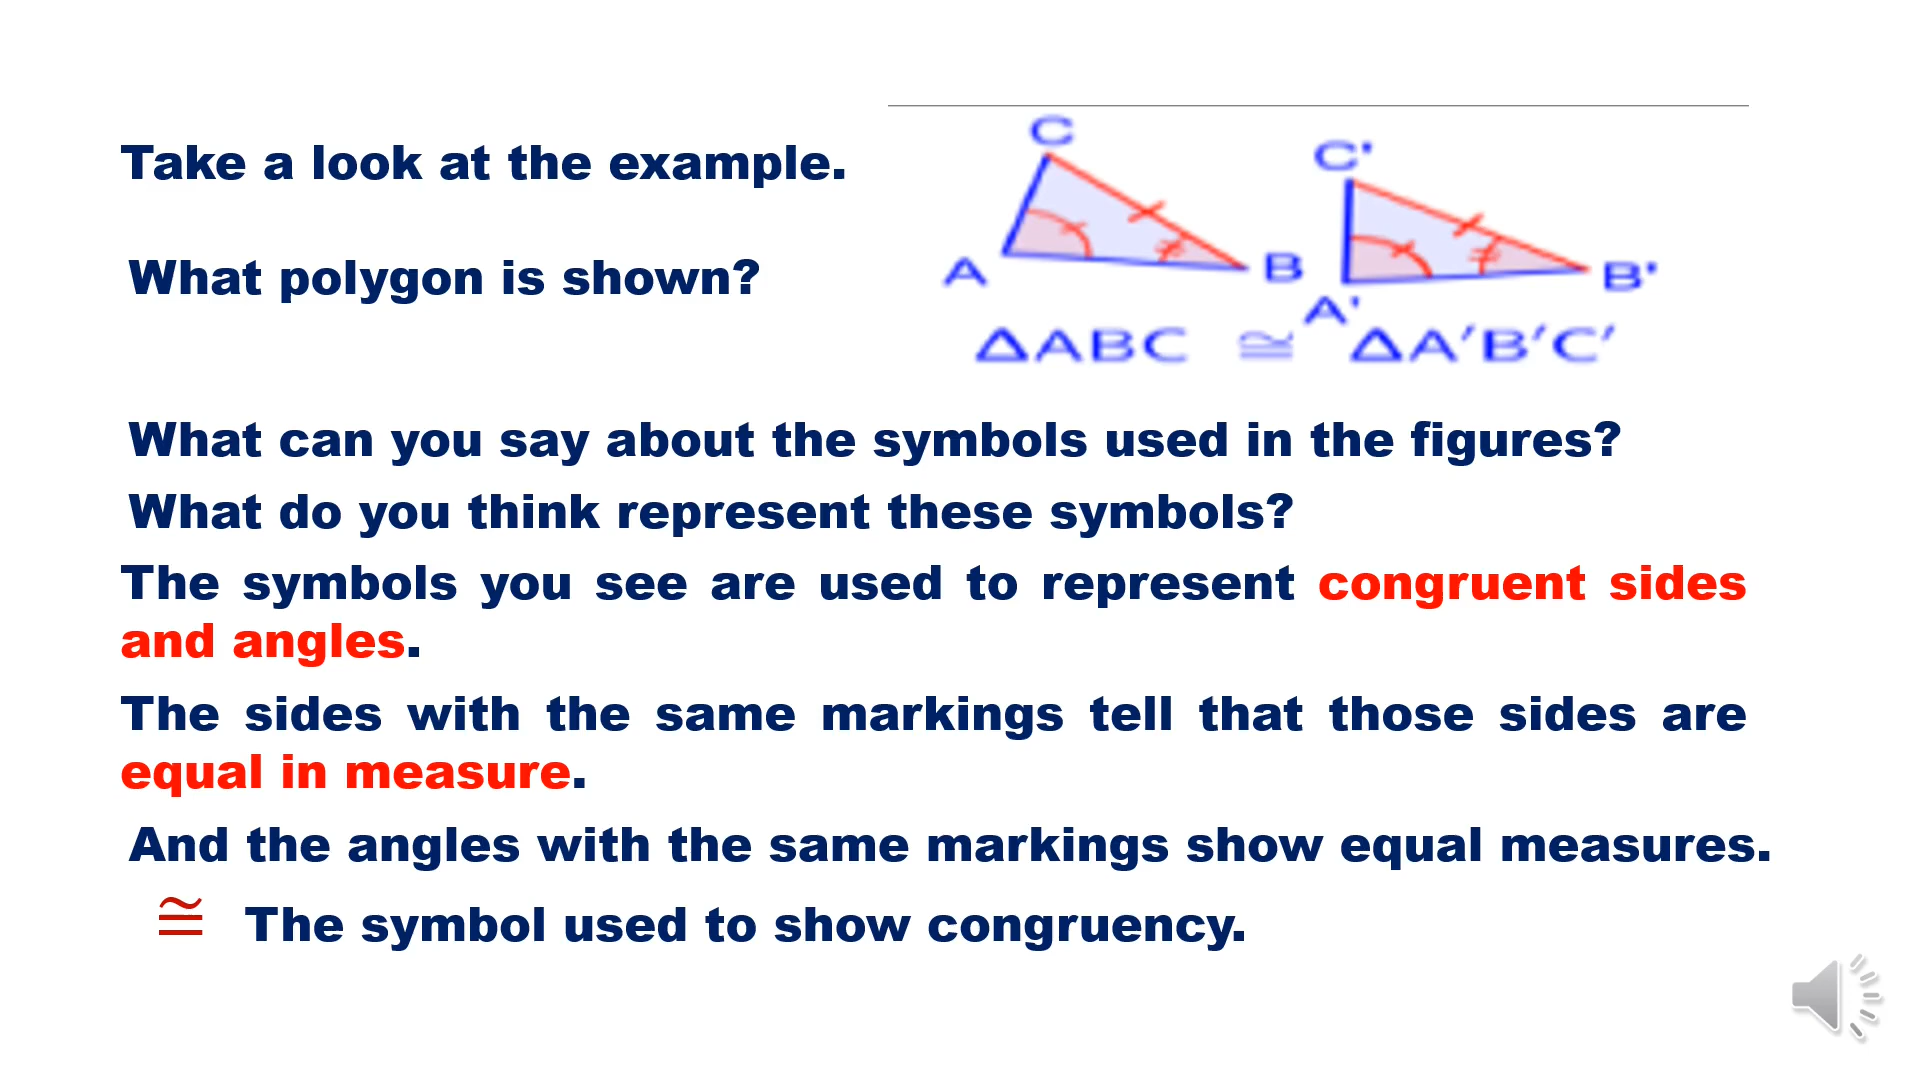 Take a look at the example.
What polygon is shown?
C
A
B
C'
A'
B'
ΔABC ≅ ΔA′B′C′
What can you say about the symbols used in the figures?
What do you think represent these symbols?
The symbols you see are used to represent congruent sides
and angles.
The sides with the same markings tell that those sides are
equal in measure.
And the angles with the same markings show equal measures.
≅ The symbol used to show congruency.